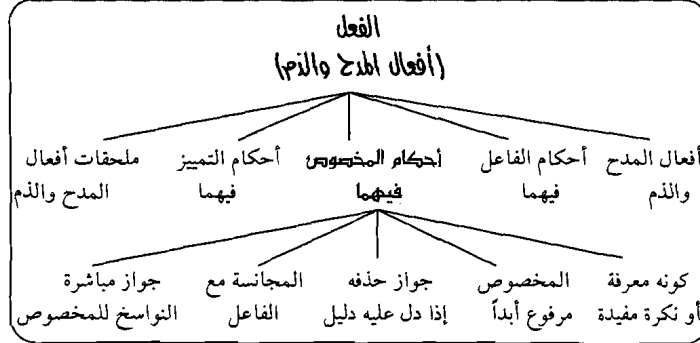 الفعل
(أفعال المدح والذم)
أفعال المدح والذم
أحكام الفاعل فيهما
أحكام المخصوص فيهما
أحكام التمييز فيهما
ملحقات أفعال المدح والذم
كونه معرفة أو نكرة مفيدة
المخصوص مرفوع أبداً
جواز حذفه إذا دل عليه دليل
المجانسة مع الفاعل
جواز مباشرة النواسخ للمخصوص